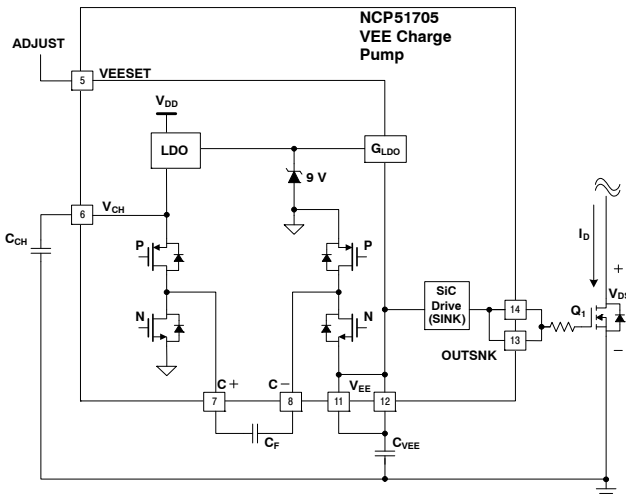 NCP51705
VEE Charge
Pump
ADJUST
5
VEESET
VDD
LDO
GLDO
9 V
6
VCH
CCH
P
P
N
N
ID
+
VDS
SiC
Drive
(SINK)
14
13
Q1
OUTSNK
−
C+
C−
VEE
7
8
11
12
CF
CVEE